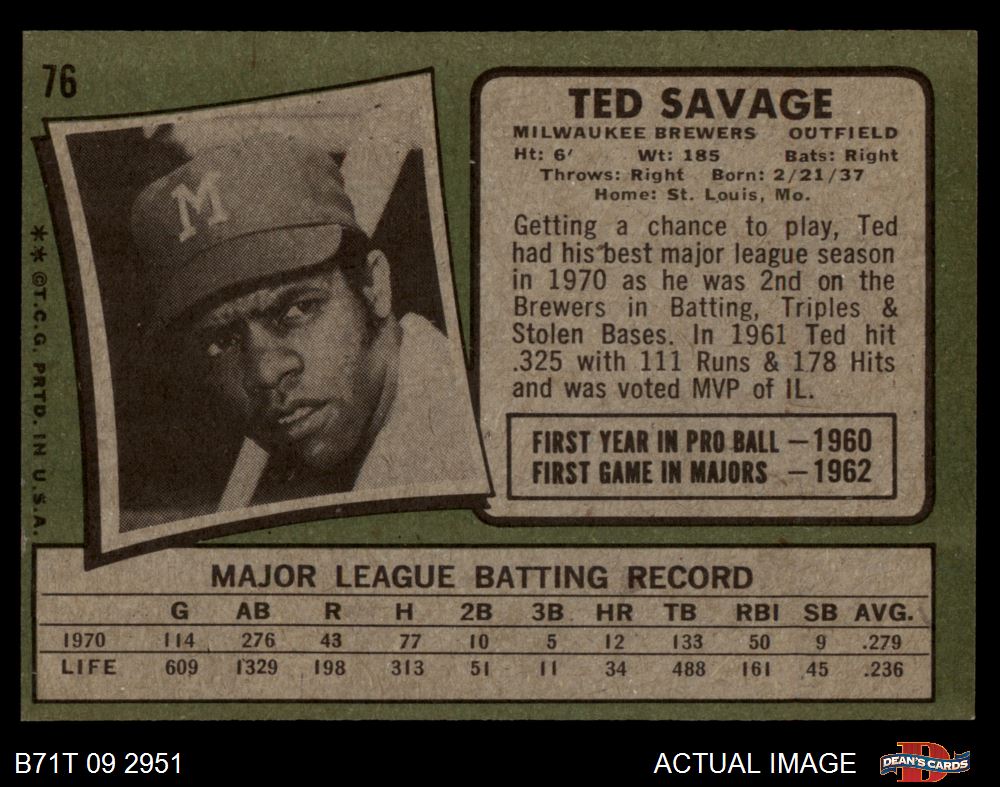 76
M
TED SAVAGE
MILWAUKEE BREWERS OUTFIELD
Ht: 6' Wt: 185 Bats: Right
Throws: Right Born: 2/21/37
Home: St. Louis, Mo.
Getting a chance to play, Ted
had his best major league season
in 1970 as he was 2nd on the
Brewers in Batting, Triples &
Stolen Bases. In 1961 Ted hit
.325 with 111 Runs & 178 Hits
and was voted MVP of IL.
FIRST YEAR IN PRO BALL — 1960
FIRST GAME IN MAJORS — 1962
** ©T.C.G. PRTD. IN U.S.A.
MAJOR LEAGUE BATTING RECORD
G AB R H 2B 3B HR TB RBI SB AVG.
1970 114 276 43 77 10 5 12 133 50 9 .279
LIFE 609 1329 198 313 51 11 34 488 161 45 .236
B71T 09 2951 ACTUAL IMAGE
D DEAN'S CARDS